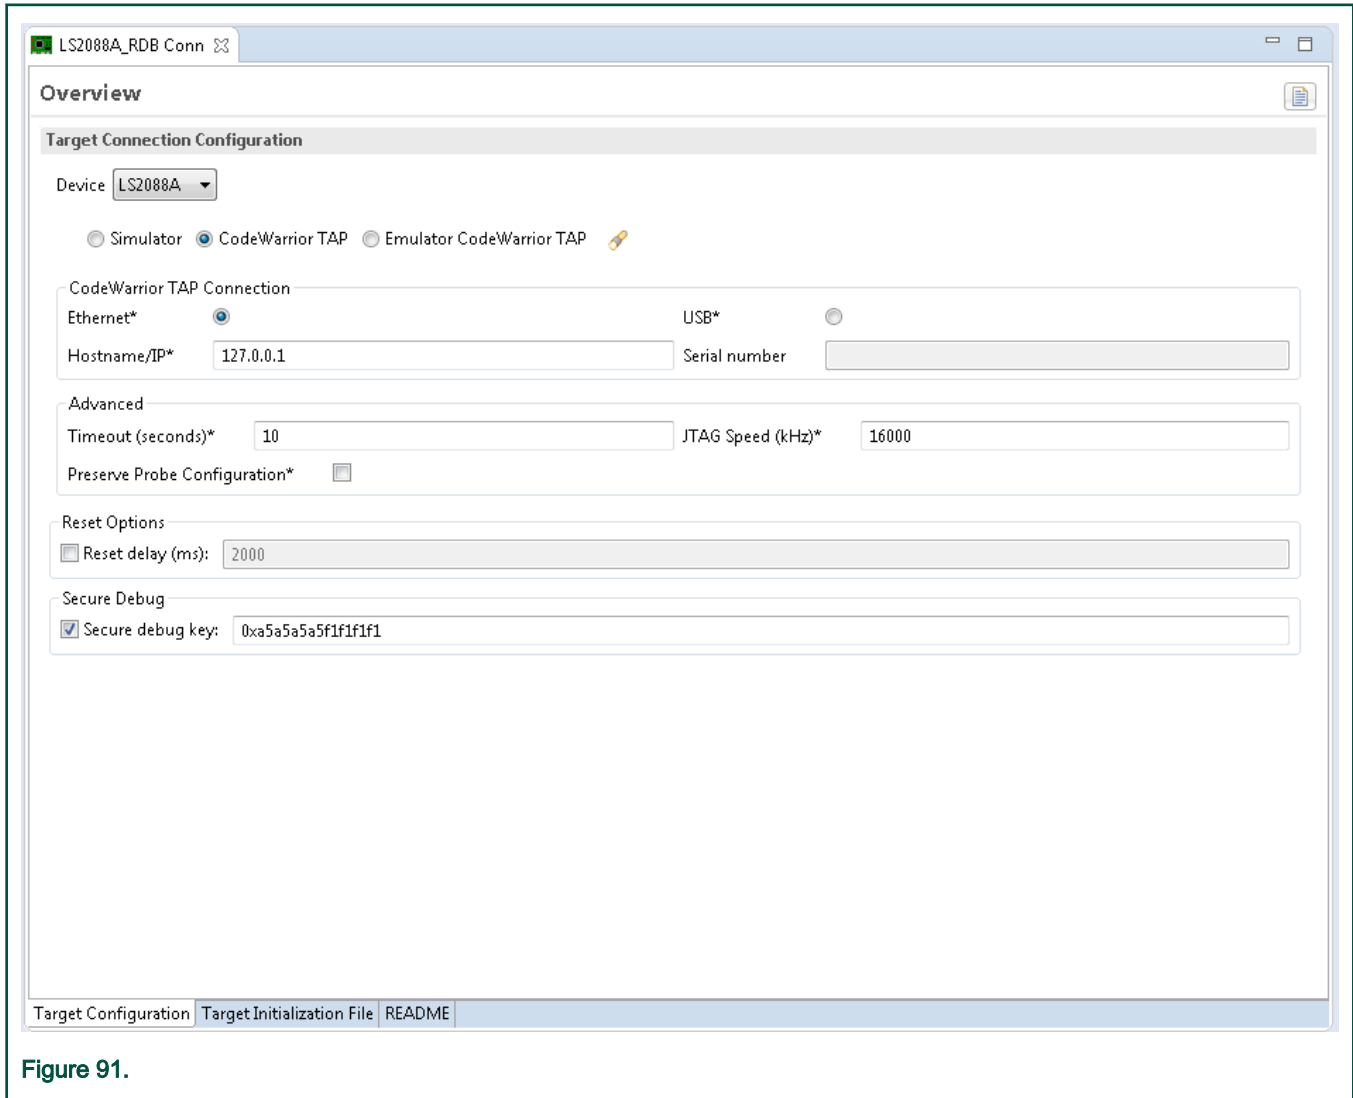 LS2088A_RDB Conn
Overview
Target Connection Configuration
Device LS2088A
Simulator CodeWarrior TAP Emulator CodeWarrior TAP
CodeWarrior TAP Connection
Ethernet* USB*
Hostname/IP* 127.0.0.1 Serial number
Advanced
Timeout (seconds)* 10 JTAG Speed (kHz)* 16000
Preserve Probe Configuration*
Reset Options
Reset delay (ms): 2000
Secure Debug
Secure debug key: 0xa5a5a5a5f1f1f1f1
Target Configuration Target Initialization File README
Figure 91.